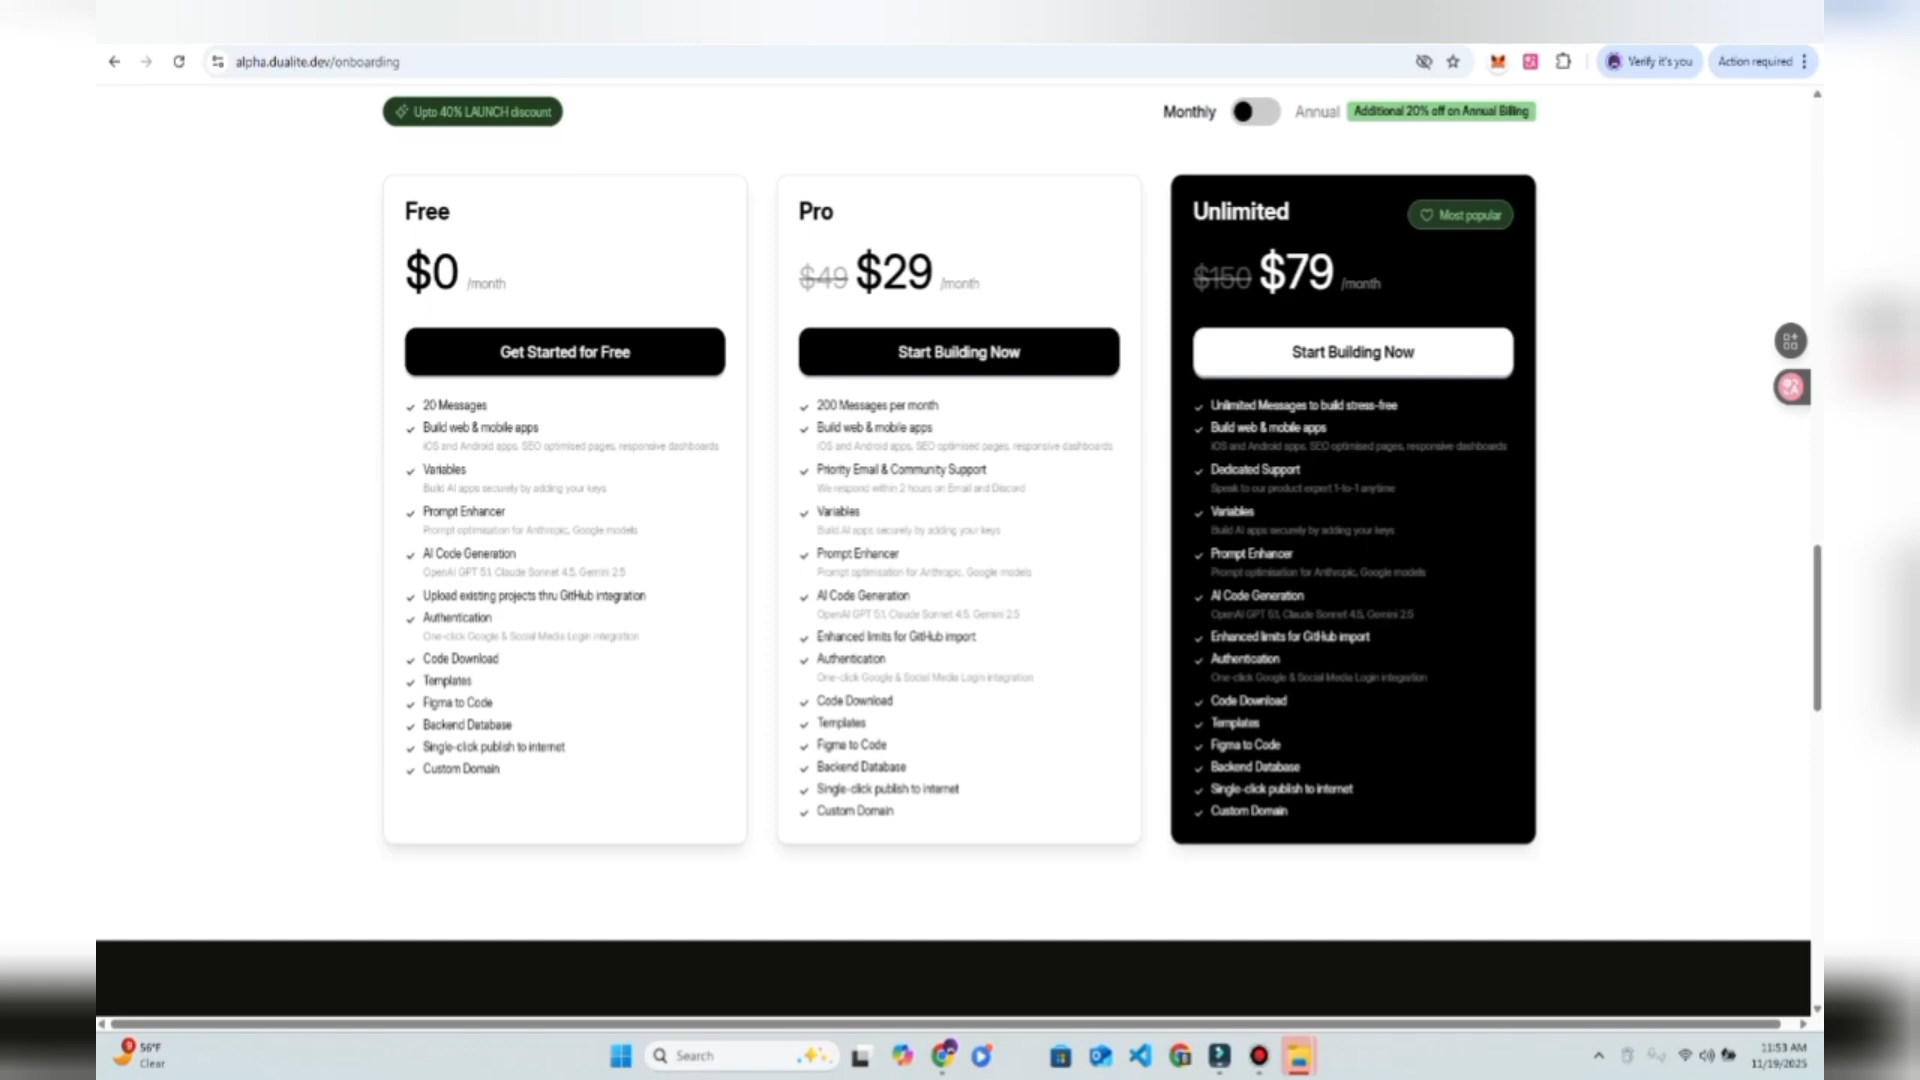 alpha.dualite.dev/onboarding
Verify it's you
Action required
Upto 40% LAUNCH discount
Monthly
Annual
Additional 20% off on Annual Billing
Free
$0 /month
Get Started for Free
20 Messages
Build web & mobile apps
iOS and Android apps, SEO optimised pages, responsive dashboards
Variables
Build AI apps securely by adding your keys
Prompt Enhancer
Prompt optimisation for Anthropic, Google models
AI Code Generation
OpenAI GPT 5.1, Claude Sonnet 4.5, Gemini 2.5
Upload existing projects thru GitHub integration
Authentication
One-click Google & Social Media Login integration
Code Download
Templates
Figma to Code
Backend Database
Single-click publish to internet
Custom Domain
Pro
$49 $29 /month
Start Building Now
200 Messages per month
Build web & mobile apps
iOS and Android apps, SEO optimised pages, responsive dashboards
Priority Email & Community Support
We respond within 2 hours on Email and Discord
Variables
Build AI apps securely by adding your keys
Prompt Enhancer
Prompt optimisation for Anthropic, Google models
AI Code Generation
OpenAI GPT 5.1, Claude Sonnet 4.5, Gemini 2.5
Enhanced limits for GitHub import
Authentication
One-click Google & Social Media Login integration
Code Download
Templates
Figma to Code
Backend Database
Single-click publish to internet
Custom Domain
Unlimited
Most popular
$150 $79 /month
Start Building Now
Unlimited Messages to build stress-free
Build web & mobile apps
iOS and Android apps, SEO optimised pages, responsive dashboards
Dedicated Support
Speak to our product expert 1-to-1 anytime
Variables
Build AI apps securely by adding your keys
Prompt Enhancer
Prompt optimisation for Anthropic, Google models
AI Code Generation
OpenAI GPT 5.1, Claude Sonnet 4.5, Gemini 2.5
Enhanced limits for GitHub import
Authentication
One-click Google & Social Media Login integration
Code Download
Templates
Figma to Code
Backend Database
Single-click publish to internet
Custom Domain
9
56°F
Clear
Search
11:53 AM
11/19/2025